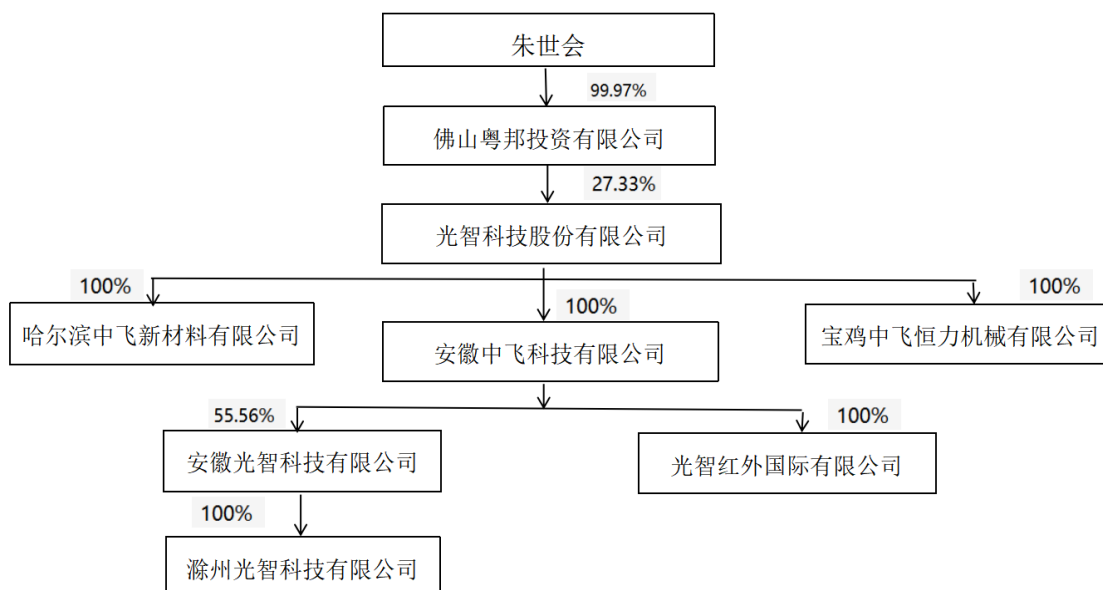 朱世会
99.97%
佛山粤邦投资有限公司
27.33%
光智科技股份有限公司
100%
100%
100%
哈尔滨中飞新材料有限公司
安徽中飞科技有限公司
宝鸡中飞恒力机械有限公司
55.56%
100%
安徽光智科技有限公司
光智红外国际有限公司
100%
滁州光智科技有限公司